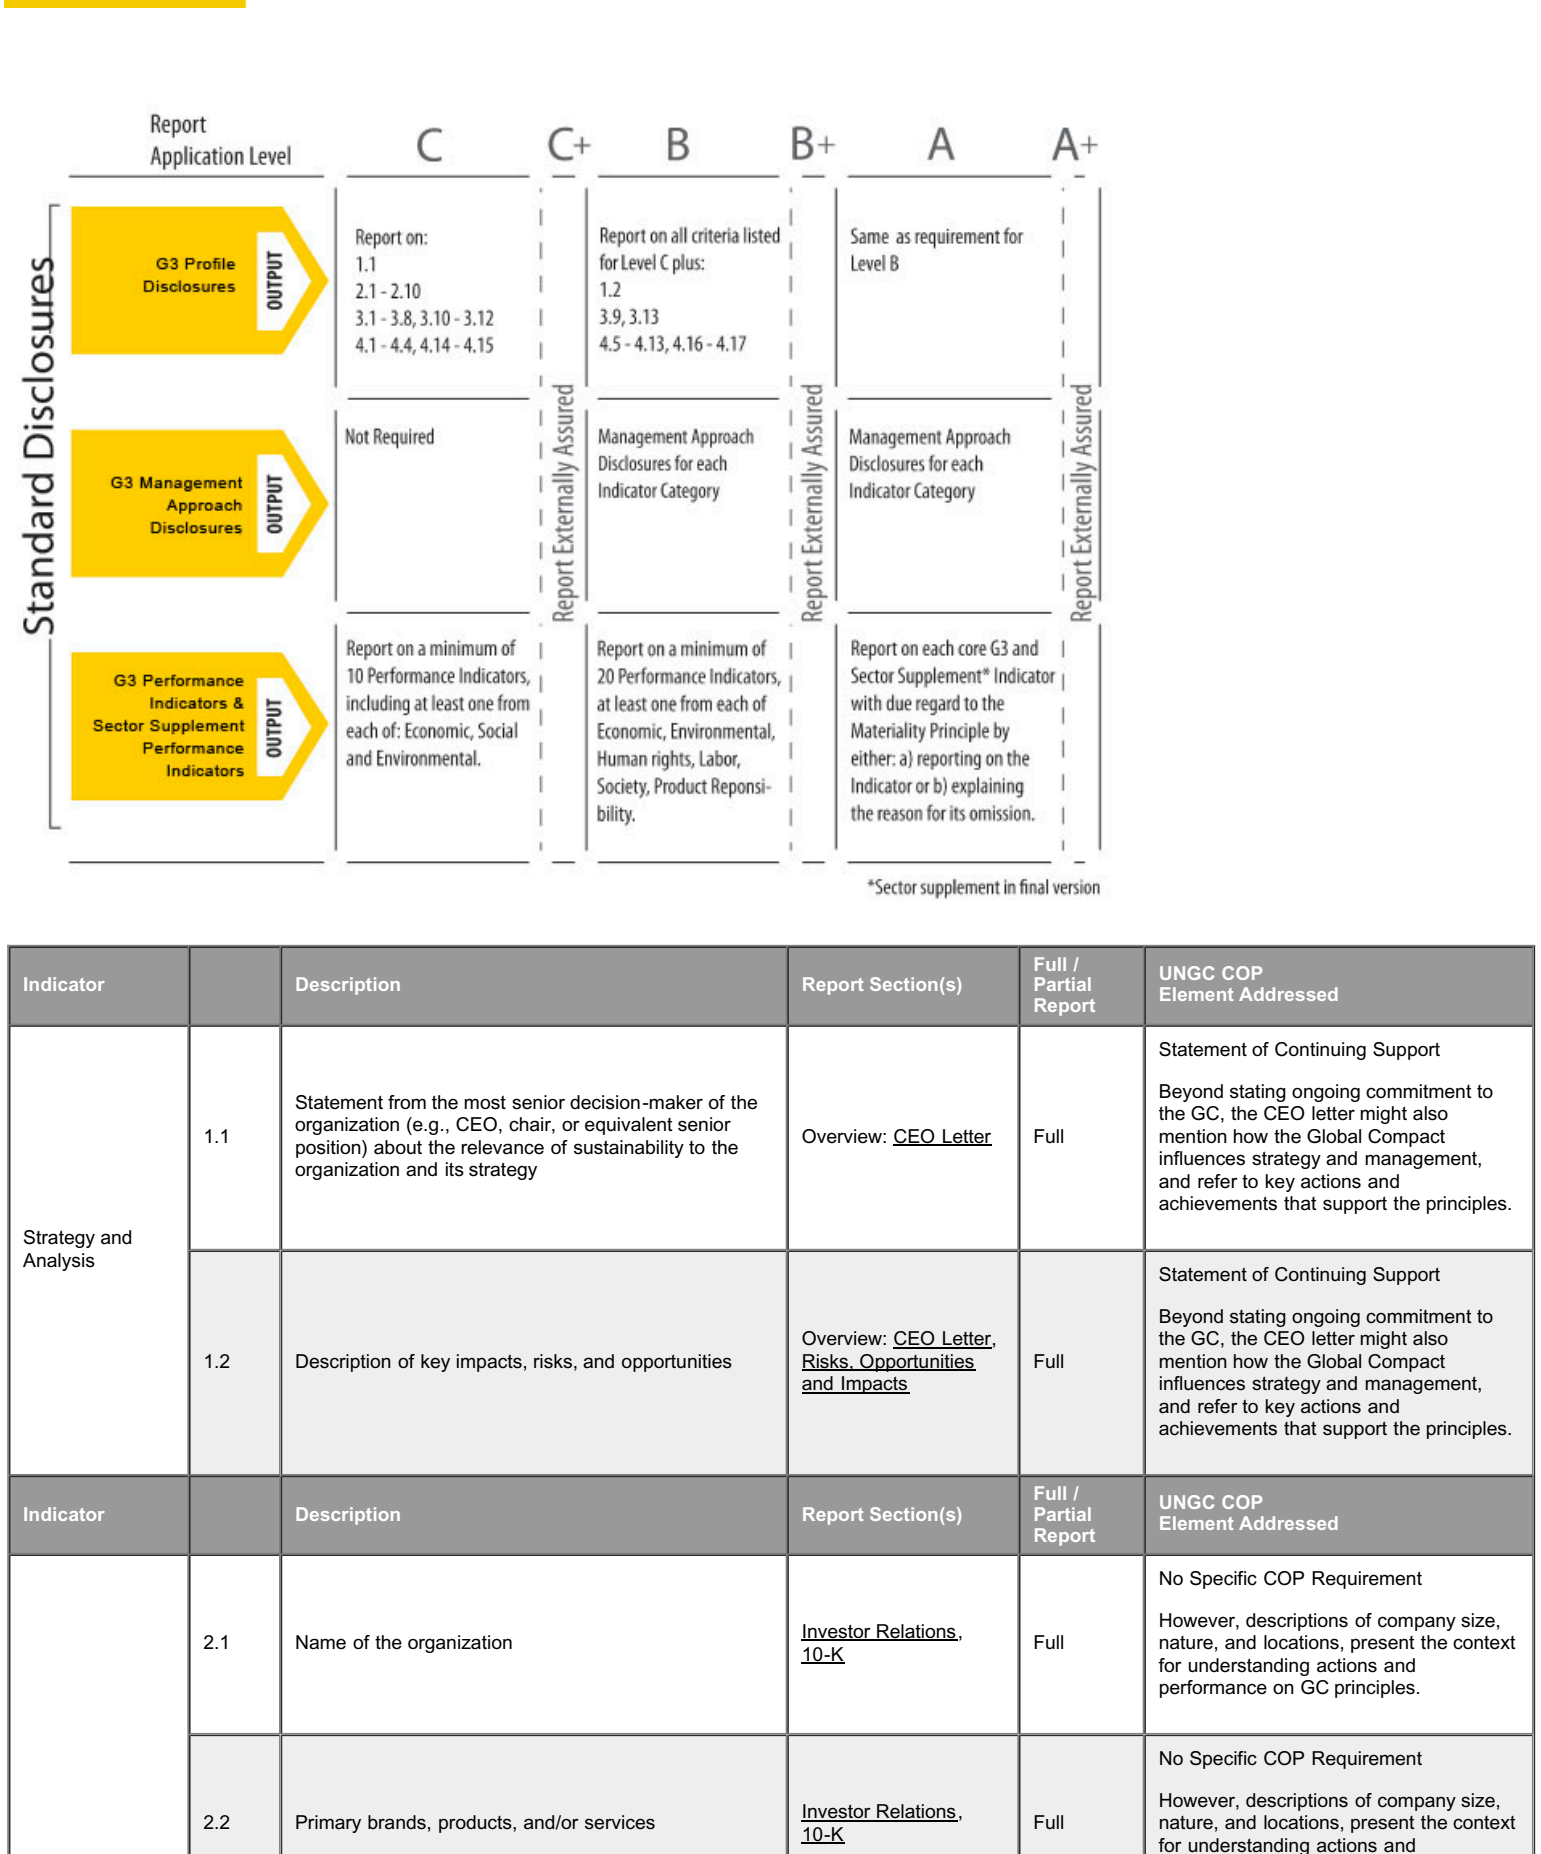 Report
Application Level
C
C+
B
B+
A
A+
Standard Disclosures
G3 Profile
Disclosures
OUTPUT
Report on:
1.1
2.1 - 2.10
3.1 - 3.8, 3.10 - 3.12
4.1 - 4.4, 4.14 - 4.15
Report on all criteria listed
for Level C plus:
1.2
3.9, 3.13
4.5 - 4.13, 4.16 - 4.17
Same as requirement for
Level B
G3 Management
Approach
Disclosures
OUTPUT
Not Required
Report Externally Assured
Management Approach
Disclosures for each
Indicator Category
Report Externally Assured
Management Approach
Disclosures for each
Indicator Category
Report Externally Assured
G3 Performance
Indicators &
Sector Supplement
Performance
Indicators
OUTPUT
Report on a minimum of
10 Performance Indicators,
including at least one from
each of: Economic, Social
and Environmental.
Report on a minimum of
20 Performance Indicators,
at least one from each of
Economic, Environmental,
Human rights, Labor,
Society, Product Reponsi-
bility.
Report on each core G3 and
Sector Supplement* Indicator
with due regard to the
Materiality Principle by
either: a) reporting on the
Indicator or b) explaining
the reason for its omission.
*Sector supplement in final version
Indicator
Description
Report Section(s)
Full /
Partial
Report
UNGC COP
Element Addressed
Strategy and
Analysis
1.1
Statement from the most senior decision-maker of the
organization (e.g., CEO, chair, or equivalent senior
position) about the relevance of sustainability to the
organization and its strategy
Overview: CEO Letter
Full
Statement of Continuing Support
Beyond stating ongoing commitment to
the GC, the CEO letter might also
mention how the Global Compact
influences strategy and management,
and refer to key actions and
achievements that support the principles.
1.2
Description of key impacts, risks, and opportunities
Overview: CEO Letter,
Risks, Opportunities
and Impacts
Full
Statement of Continuing Support
Beyond stating ongoing commitment to
the GC, the CEO letter might also
mention how the Global Compact
influences strategy and management,
and refer to key actions and
achievements that support the principles.
Indicator
Description
Report Section(s)
Full /
Partial
Report
UNGC COP
Element Addressed
2.1
Name of the organization
Investor Relations,
10-K
Full
No Specific COP Requirement
However, descriptions of company size,
nature, and locations, present the context
for understanding actions and
performance on GC principles.
2.2
Primary brands, products, and/or services
Investor Relations,
10-K
Full
No Specific COP Requirement
However, descriptions of company size,
nature, and locations, present the context
for understanding actions and